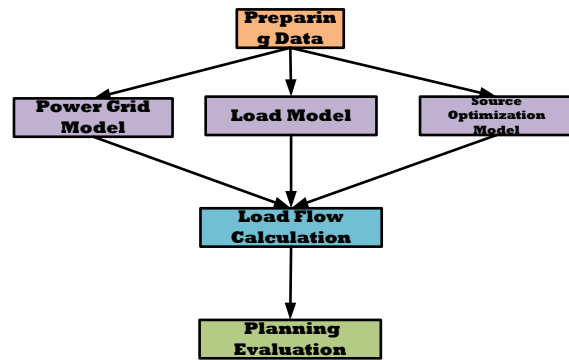 Preparin
g Data
Power Grid
Model
Load Model
Source
Optimization
Model
Load Flow
Calculation
Planning
Evaluation